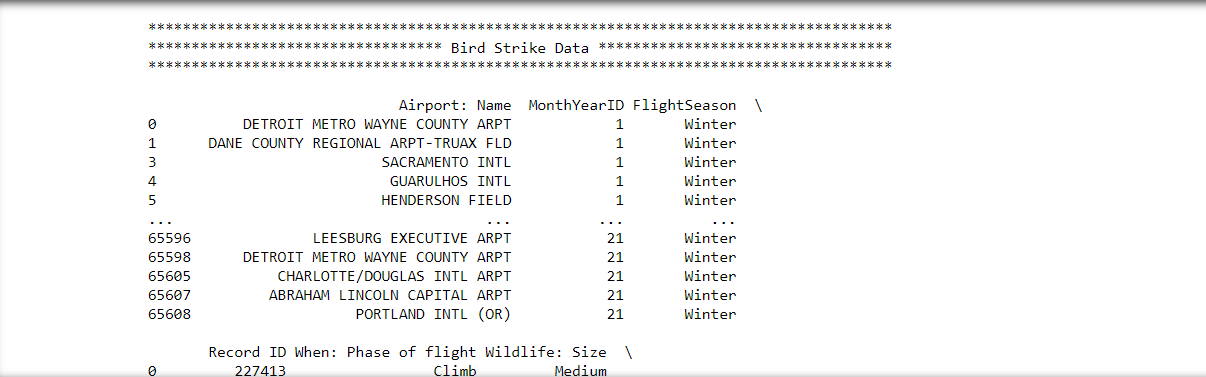 **************************************************************************************
********************************** Bird Strike Data **********************************
**************************************************************************************
Airport: Name MonthYearID FlightSeason \
0 DETROIT METRO WAYNE COUNTY ARPT 1 Winter
1 DANE COUNTY REGIONAL ARPT-TRUAX FLD 1 Winter
3 SACRAMENTO INTL 1 Winter
4 GUARULHOS INTL 1 Winter
5 HENDERSON FIELD 1 Winter
... ... ... ...
65596 LEESBURG EXECUTIVE ARPT 21 Winter
65598 DETROIT METRO WAYNE COUNTY ARPT 21 Winter
65605 CHARLOTTE/DOUGLAS INTL ARPT 21 Winter
65607 ABRAHAM LINCOLN CAPITAL ARPT 21 Winter
65608 PORTLAND INTL (OR) 21 Winter
Record ID When: Phase of flight Wildlife: Size \
0 227413 Climb Medium